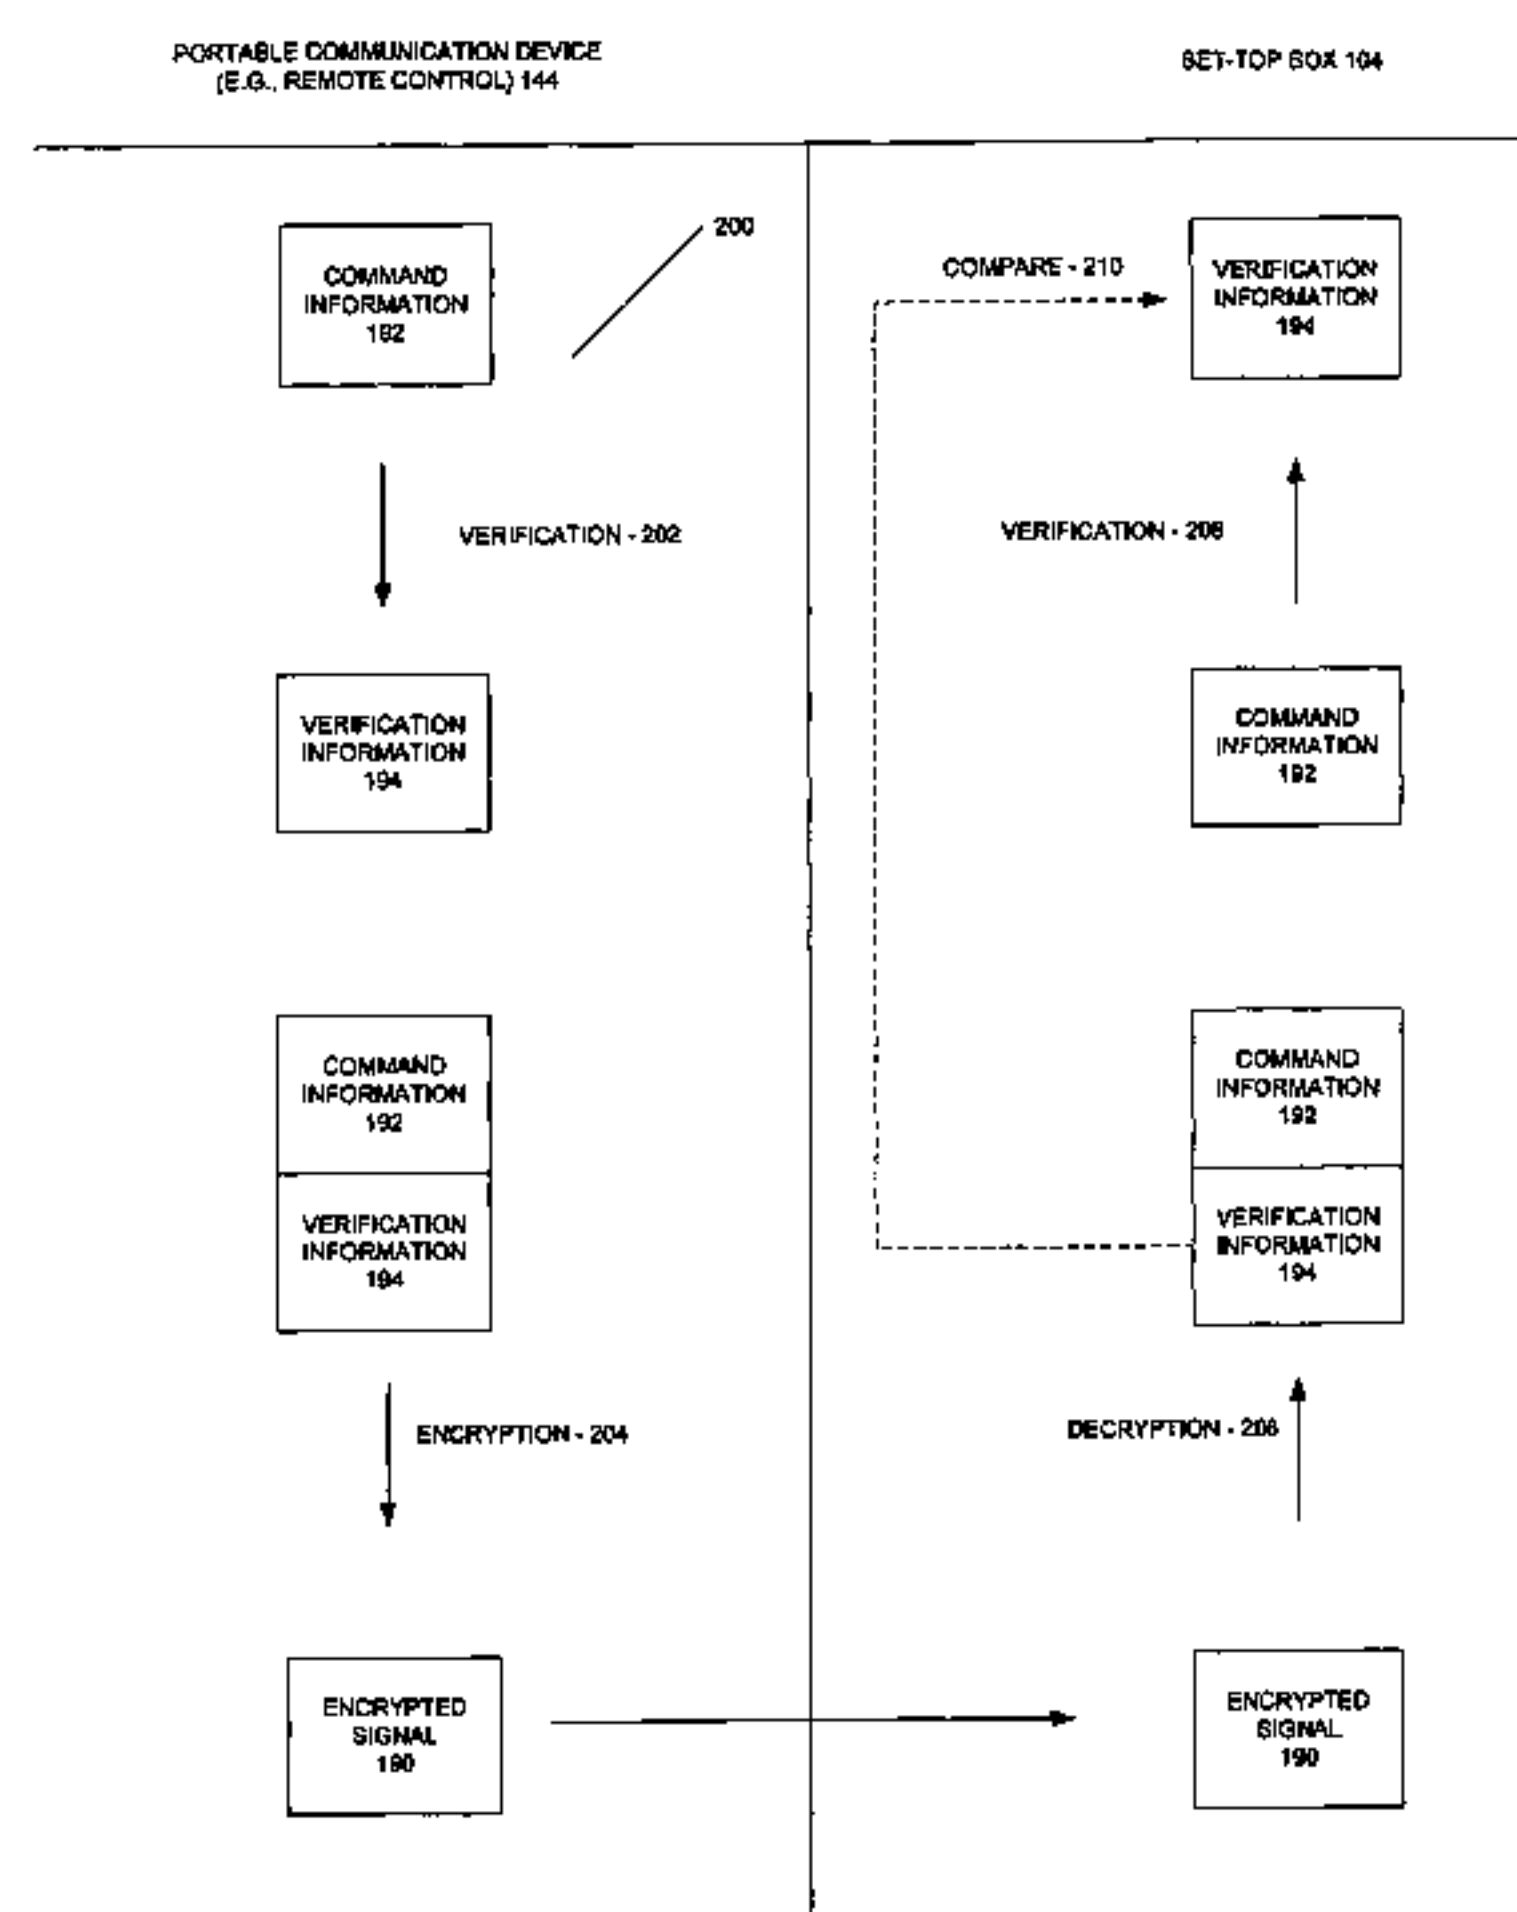 PORTABLE COMMUNICATION DEVICE
(E.G., REMOTE CONTROL) 144
SET-TOP BOX 104
200
COMMAND
INFORMATION
192
COMPARE - 210
VERIFICATION
INFORMATION
194
VERIFICATION - 202
VERIFICATION - 208
VERIFICATION
INFORMATION
194
COMMAND
INFORMATION
192
COMMAND
INFORMATION
192
VERIFICATION
INFORMATION
194
COMMAND
INFORMATION
192
VERIFICATION
INFORMATION
194
ENCRYPTION - 204
DECRYPTION - 206
ENCRYPTED
SIGNAL
190
ENCRYPTED
SIGNAL
190